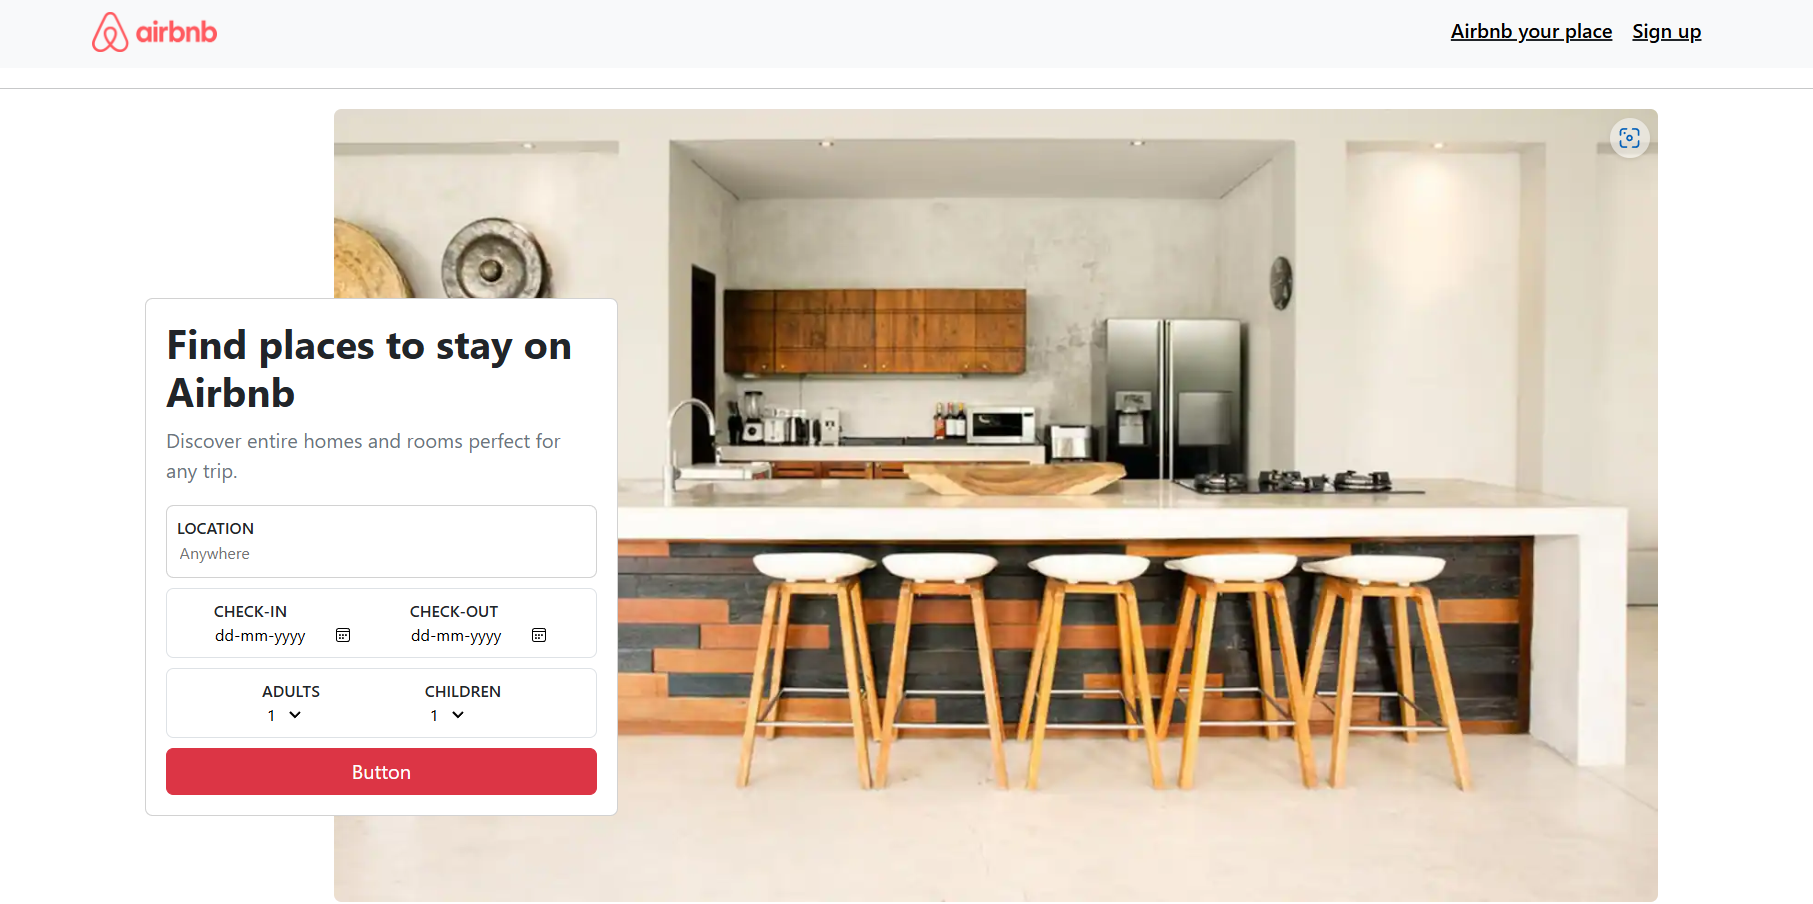 airbnb
Airbnb your place
Sign up
Find places to stay on
Airbnb
Discover entire homes and rooms perfect for
any trip.
LOCATION
Anywhere
CHECK-IN
CHECK-OUT
dd-mm-yyyy
dd-mm-yyyy
ADULTS
CHILDREN
1
1
Button